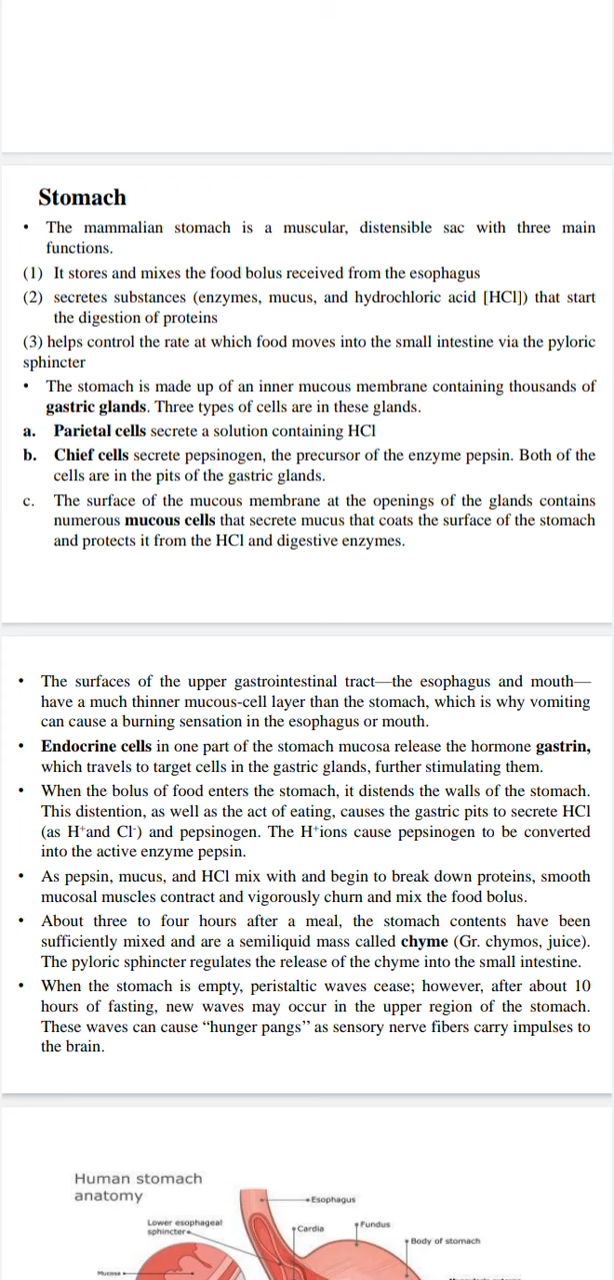 Stomach
• The mammalian stomach is a muscular, distensible sac with three main
functions.
(1) It stores and mixes the food bolus received from the esophagus
(2) secretes substances (enzymes, mucus, and hydrochloric acid [HCl]) that start
the digestion of proteins
(3) helps control the rate at which food moves into the small intestine via the pyloric
sphincter
• The stomach is made up of an inner mucous membrane containing thousands of
gastric glands. Three types of cells are in these glands.
a. Parietal cells secrete a solution containing HCl
b. Chief cells secrete pepsinogen, the precursor of the enzyme pepsin. Both of the
cells are in the pits of the gastric glands.
c. The surface of the mucous membrane at the openings of the glands contains
numerous mucous cells that secrete mucus that coats the surface of the stomach
and protects it from the HCl and digestive enzymes.
• The surfaces of the upper gastrointestinal tract—the esophagus and mouth—
have a much thinner mucous-cell layer than the stomach, which is why vomiting
can cause a burning sensation in the esophagus or mouth.
• Endocrine cells in one part of the stomach mucosa release the hormone gastrin,
which travels to target cells in the gastric glands, further stimulating them.
• When the bolus of food enters the stomach, it distends the walls of the stomach.
This distention, as well as the act of eating, causes the gastric pits to secrete HCl
(as H⁺and Cl⁻) and pepsinogen. The H⁺ions cause pepsinogen to be converted
into the active enzyme pepsin.
• As pepsin, mucus, and HCl mix with and begin to break down proteins, smooth
mucosal muscles contract and vigorously churn and mix the food bolus.
• About three to four hours after a meal, the stomach contents have been
sufficiently mixed and are a semiliquid mass called chyme (Gr. chymos, juice).
The pyloric sphincter regulates the release of the chyme into the small intestine.
• When the stomach is empty, peristaltic waves cease; however, after about 10
hours of fasting, new waves may occur in the upper region of the stomach.
These waves can cause “hunger pangs” as sensory nerve fibers carry impulses to
the brain.
Human stomach
anatomy
Esophagus
Lower esophageal
sphincter
Cardia
Fundus
Body of stomach
Mucosa